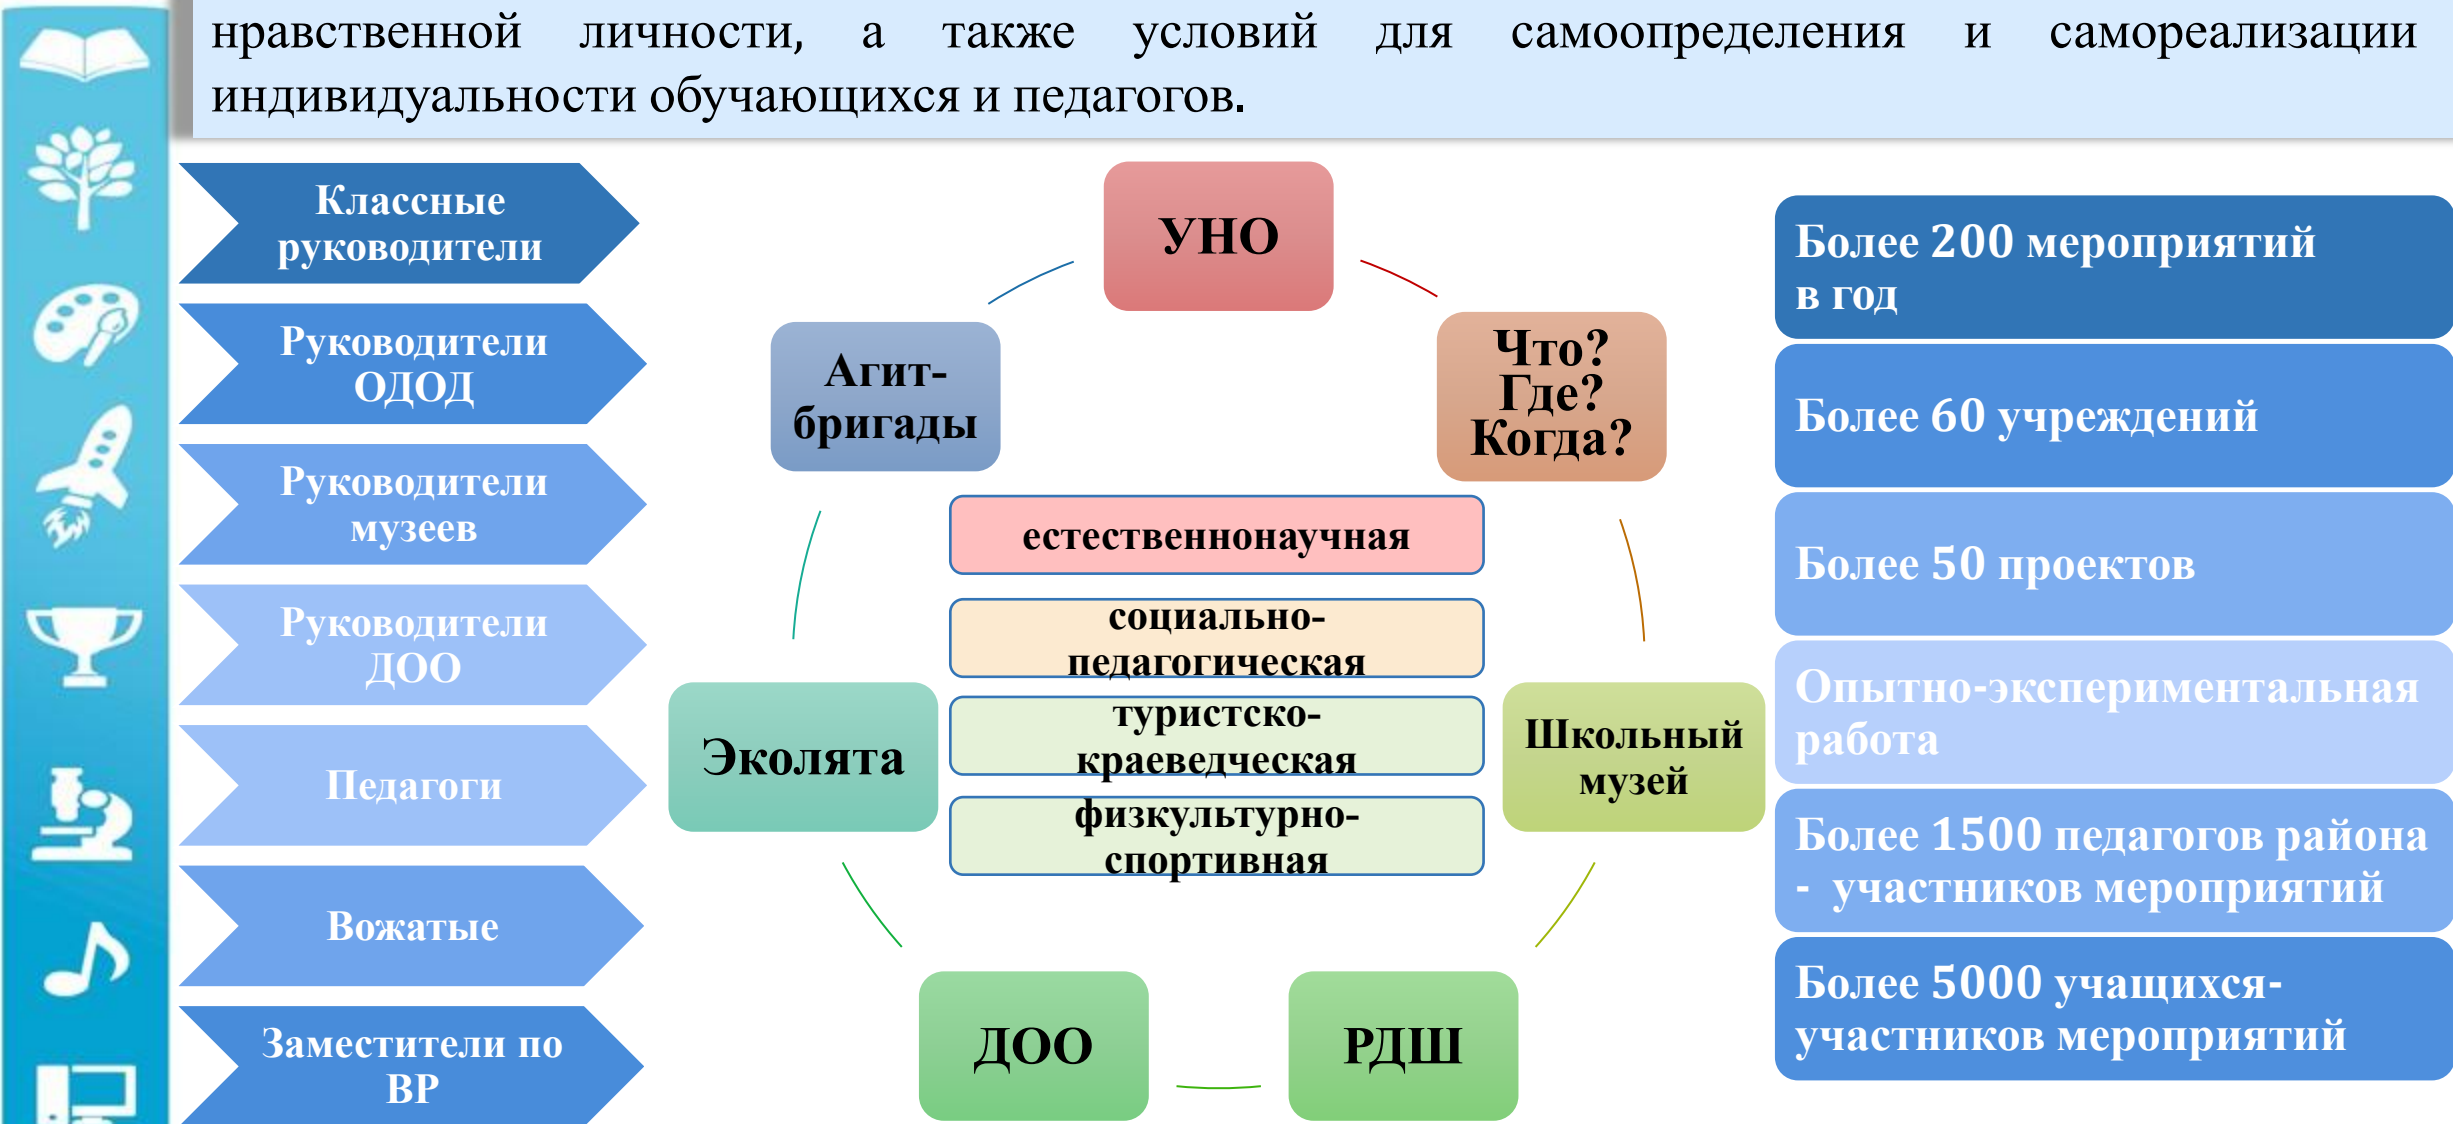 нравственной личности, а также условий для самоопределения и самореализации
индивидуальности обучающихся и педагогов.
Классные
руководители
Руководители
ОДОД
Руководители
музеев
Руководители
ДОО
Педагоги
Вожатые
Заместители по
ВР
УНО
Что?
Где?
Когда?
Школьный
музей
РДШ
ДОО
Эколята
Агит-
бригады
естественнонаучная
социально-
педагогическая
туристско-
краеведческая
физкультурно-
спортивная
Более 200 мероприятий
в год
Более 60 учреждений
Более 50 проектов
Опытно-экспериментальная
работа
Более 1500 педагогов района
- участников мероприятий
Более 5000 учащихся-
участников мероприятий